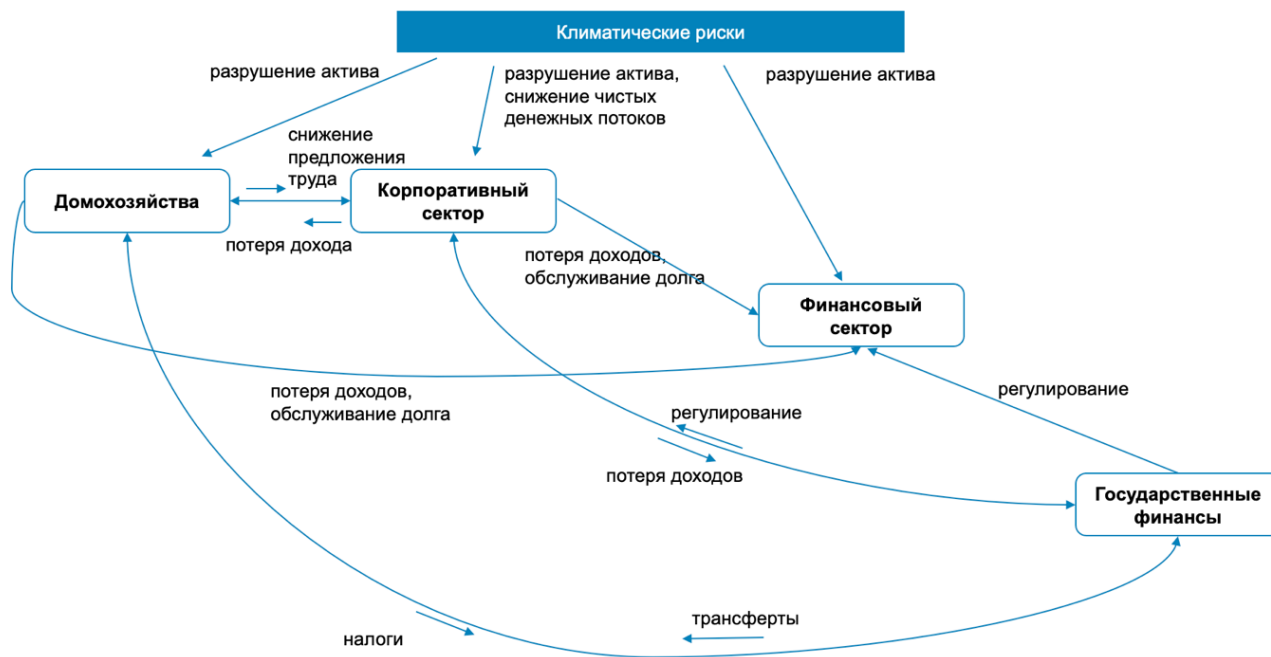 Климатические риски
разрушение актива
разрушение актива,
снижение чистых
денежных потоков
разрушение актива
снижение
предложения
труда
Домохозяйства
Корпоративный
сектор
потеря дохода
потеря доходов,
обслуживание долга
Финансовый
сектор
потеря доходов,
обслуживание долга
регулирование
регулирование
потеря доходов
Государственные
финансы
налоги
трансферты